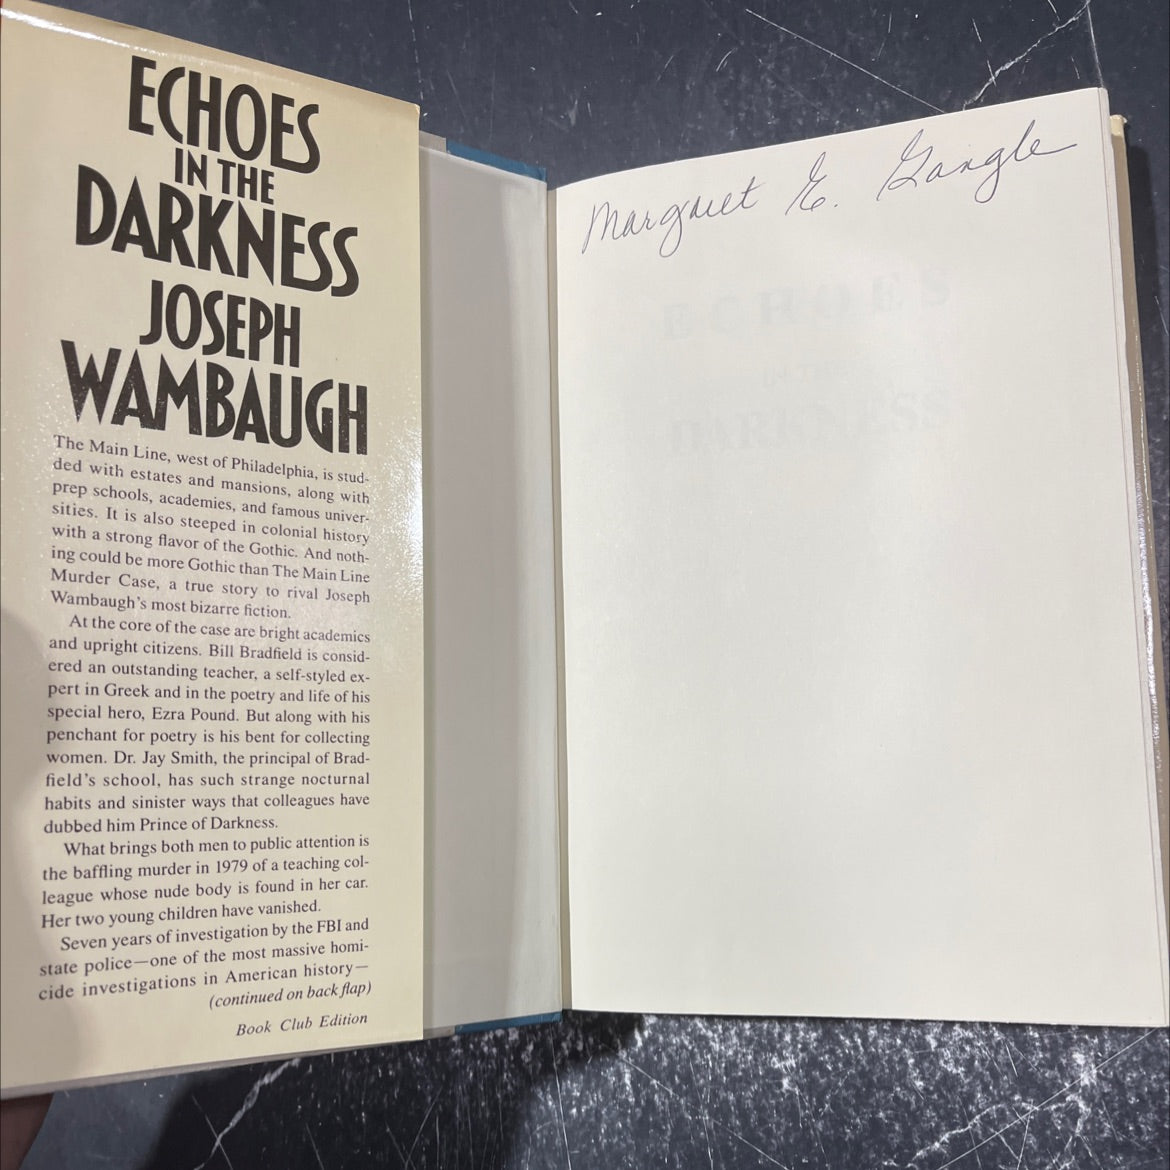 ECHOES
IN THE
DARKNESS
JOSEPH
WAMBAUGH
The Main Line, west of Philadelphia, is stud-
ded with estates and mansions, along with
prep schools, academies, and famous univer-
sities. It is also steeped in colonial history
with a strong flavor of the Gothic. And noth-
ing could be more Gothic than The Main Line
Murder Case, a true story to rival Joseph
Wambaugh's most bizarre fiction.
At the core of the case are bright academics
and upright citizens. Bill Bradfield is consid-
ered an outstanding teacher, a self-styled ex-
pert in Greek and in the poetry and life of his
special hero, Ezra Pound. But along with his
penchant for poetry is his bent for collecting
women. Dr. Jay Smith, the principal of Brad-
field's school, has such strange nocturnal
habits and sinister ways that colleagues have
dubbed him Prince of Darkness.
What brings both men to public attention is
the baffling murder in 1979 of a teaching col-
league whose nude body is found in her car.
Her two young children have vanished.
Seven years of investigation by the FBI and
state police—one of the most massive homi-
cide investigations in American history—
(continued on back flap)
Book Club Edition
Margaret E. Gangle
ECHOES
IN THE
DARKNESS